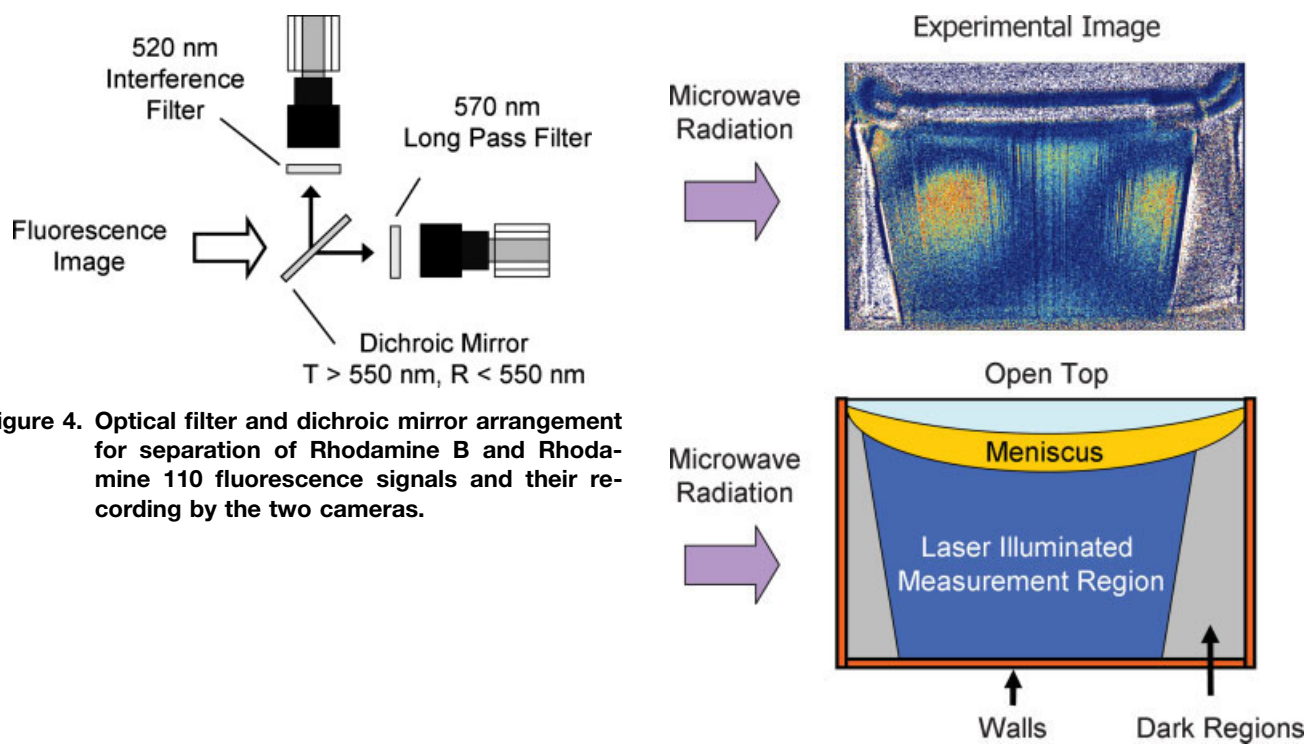 520 nm
Interference
Filter
570 nm
Long Pass Filter
Fluorescence
Image
Dichroic Mirror
T > 550 nm, R < 550 nm
igure 4. Optical filter and dichroic mirror arrangement
for separation of Rhodamine B and Rhoda-
mine 110 fluorescence signals and their re-
cording by the two cameras.
Experimental Image
Microwave
Radiation
Open Top
Microwave
Radiation
Meniscus
Laser Illuminated
Measurement Region
Walls
Dark Regions